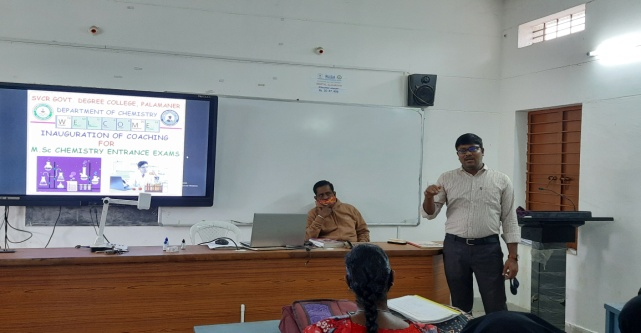 SVCR GOVT DEGREE COLLEGE, PALAMANER
DEPARTMENT OF CHEMISTRY
WELCOME
INAUGURATION OF COACHING
FOR
M.Sc CHEMISTRY ENTRANCE EXAMS